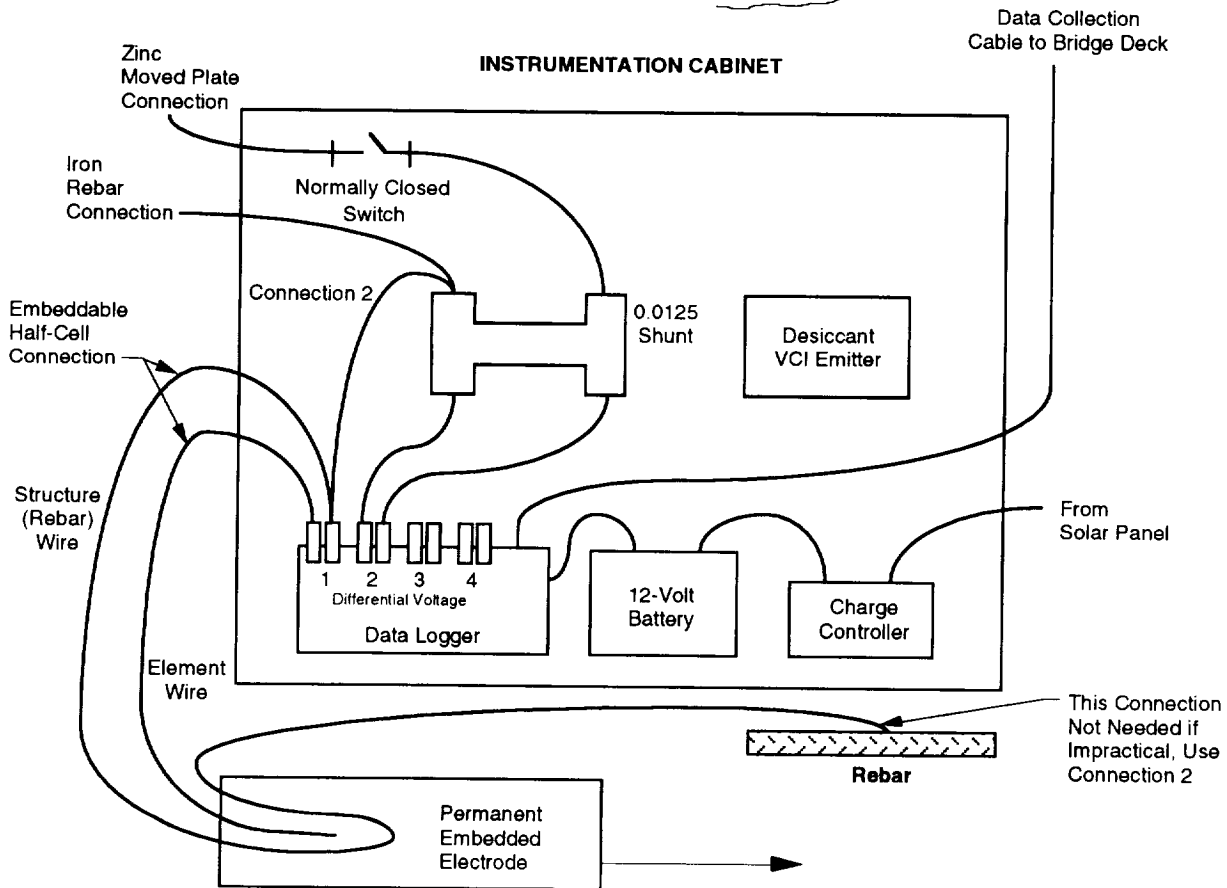 Data Collection
Cable to Bridge Deck
INSTRUMENTATION CABINET
Zinc
Moved Plate
Connection
Iron
Rebar
Connection
Normally Closed
Switch
Connection 2
0.0125
Shunt
Desiccant
VCI Emitter
Embeddable
Half-Cell
Connection
Structure
(Rebar)
Wire
From
Solar Panel
1 2 3 4
Differential Voltage
Data Logger
12-Volt
Battery
Charge
Controller
Element
Wire
This Connection
Not Needed if
Impractical, Use
Connection 2
Rebar
Permanent
Embedded
Electrode